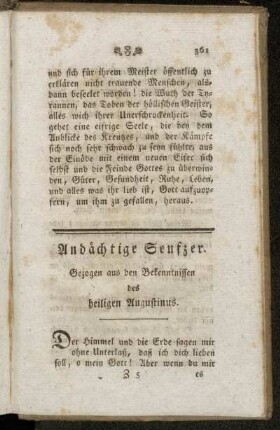 361
und sich für ihrem Meister öffentlich zu
erklären nicht trauende Menschen, als-
dann beseelet worden! die Wuth der Ty-
rannen, das Toben der höllischen Geister,
alles wich ihrer Unerschrockenheit. So
gehet eine eifrige Seele, die bey dem
Anblicke des Kreutzes, und der Kämpfe
sich noch sehr schwach zu seyn fühlte, aus
der Einöde mit einem neuen Eifer sich
selbst und die Feinde Gottes zu überwin-
den, Güter, Gesundheit, Ruhe, Leben,
und alles was ihr lieb ist, Gott aufzuop-
fern, um ihm zu gefallen, heraus.
Andächtige Seufzer.
Gezogen aus den Bekenntnissen
des
heiligen Augustinus.
Der Himmel und die Erde sagen mir
ohne Unterlaß, daß ich dich lieben
soll, o mein Gott! Aber wenn du mir
Z 5 es